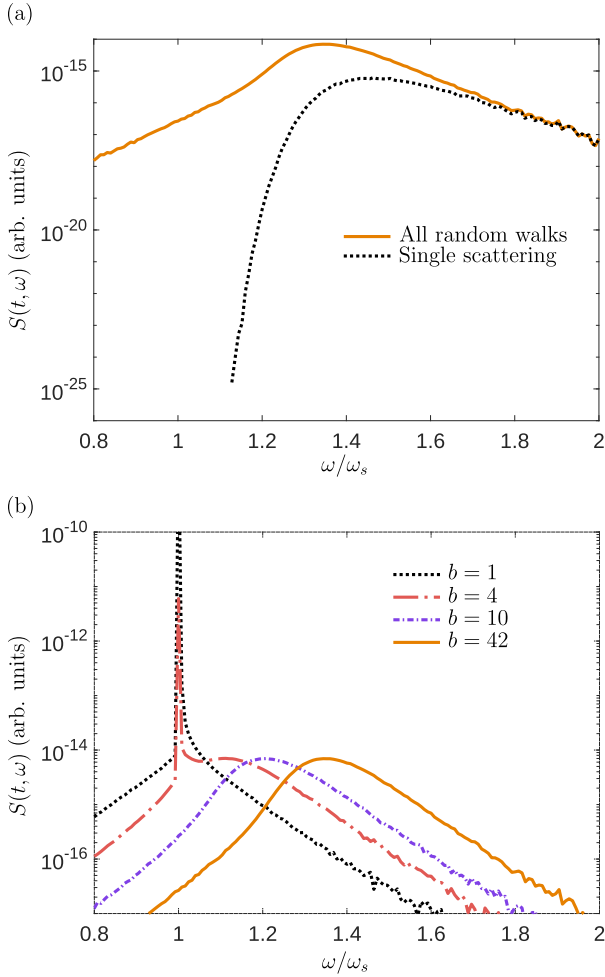 (a)
10^{-15}
10^{-20}
10^{-25}
S(t, ω) (arb. units)
All random walks
Single scattering
0.8 1 1.2 1.4 1.6 1.8 2
ω/ω_s
(b)
10^{-10}
10^{-12}
10^{-14}
10^{-16}
S(t, ω) (arb. units)
b = 1
b = 4
b = 10
b = 42
0.8 1 1.2 1.4 1.6 1.8 2
ω/ω_s